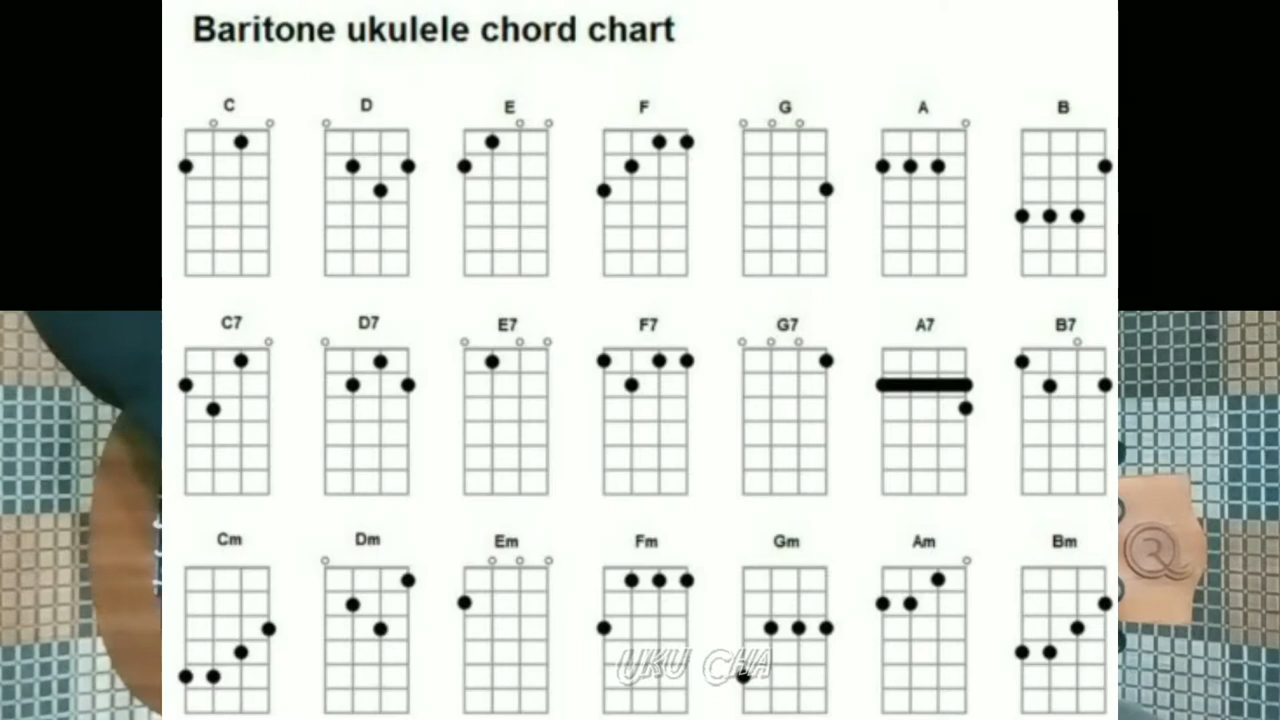 Baritone ukulele chord chart
C D E F G A B
C7 D7 E7 F7 G7 A7 B7
Cm Dm Em Fm Gm Am Bm
UKU CHA